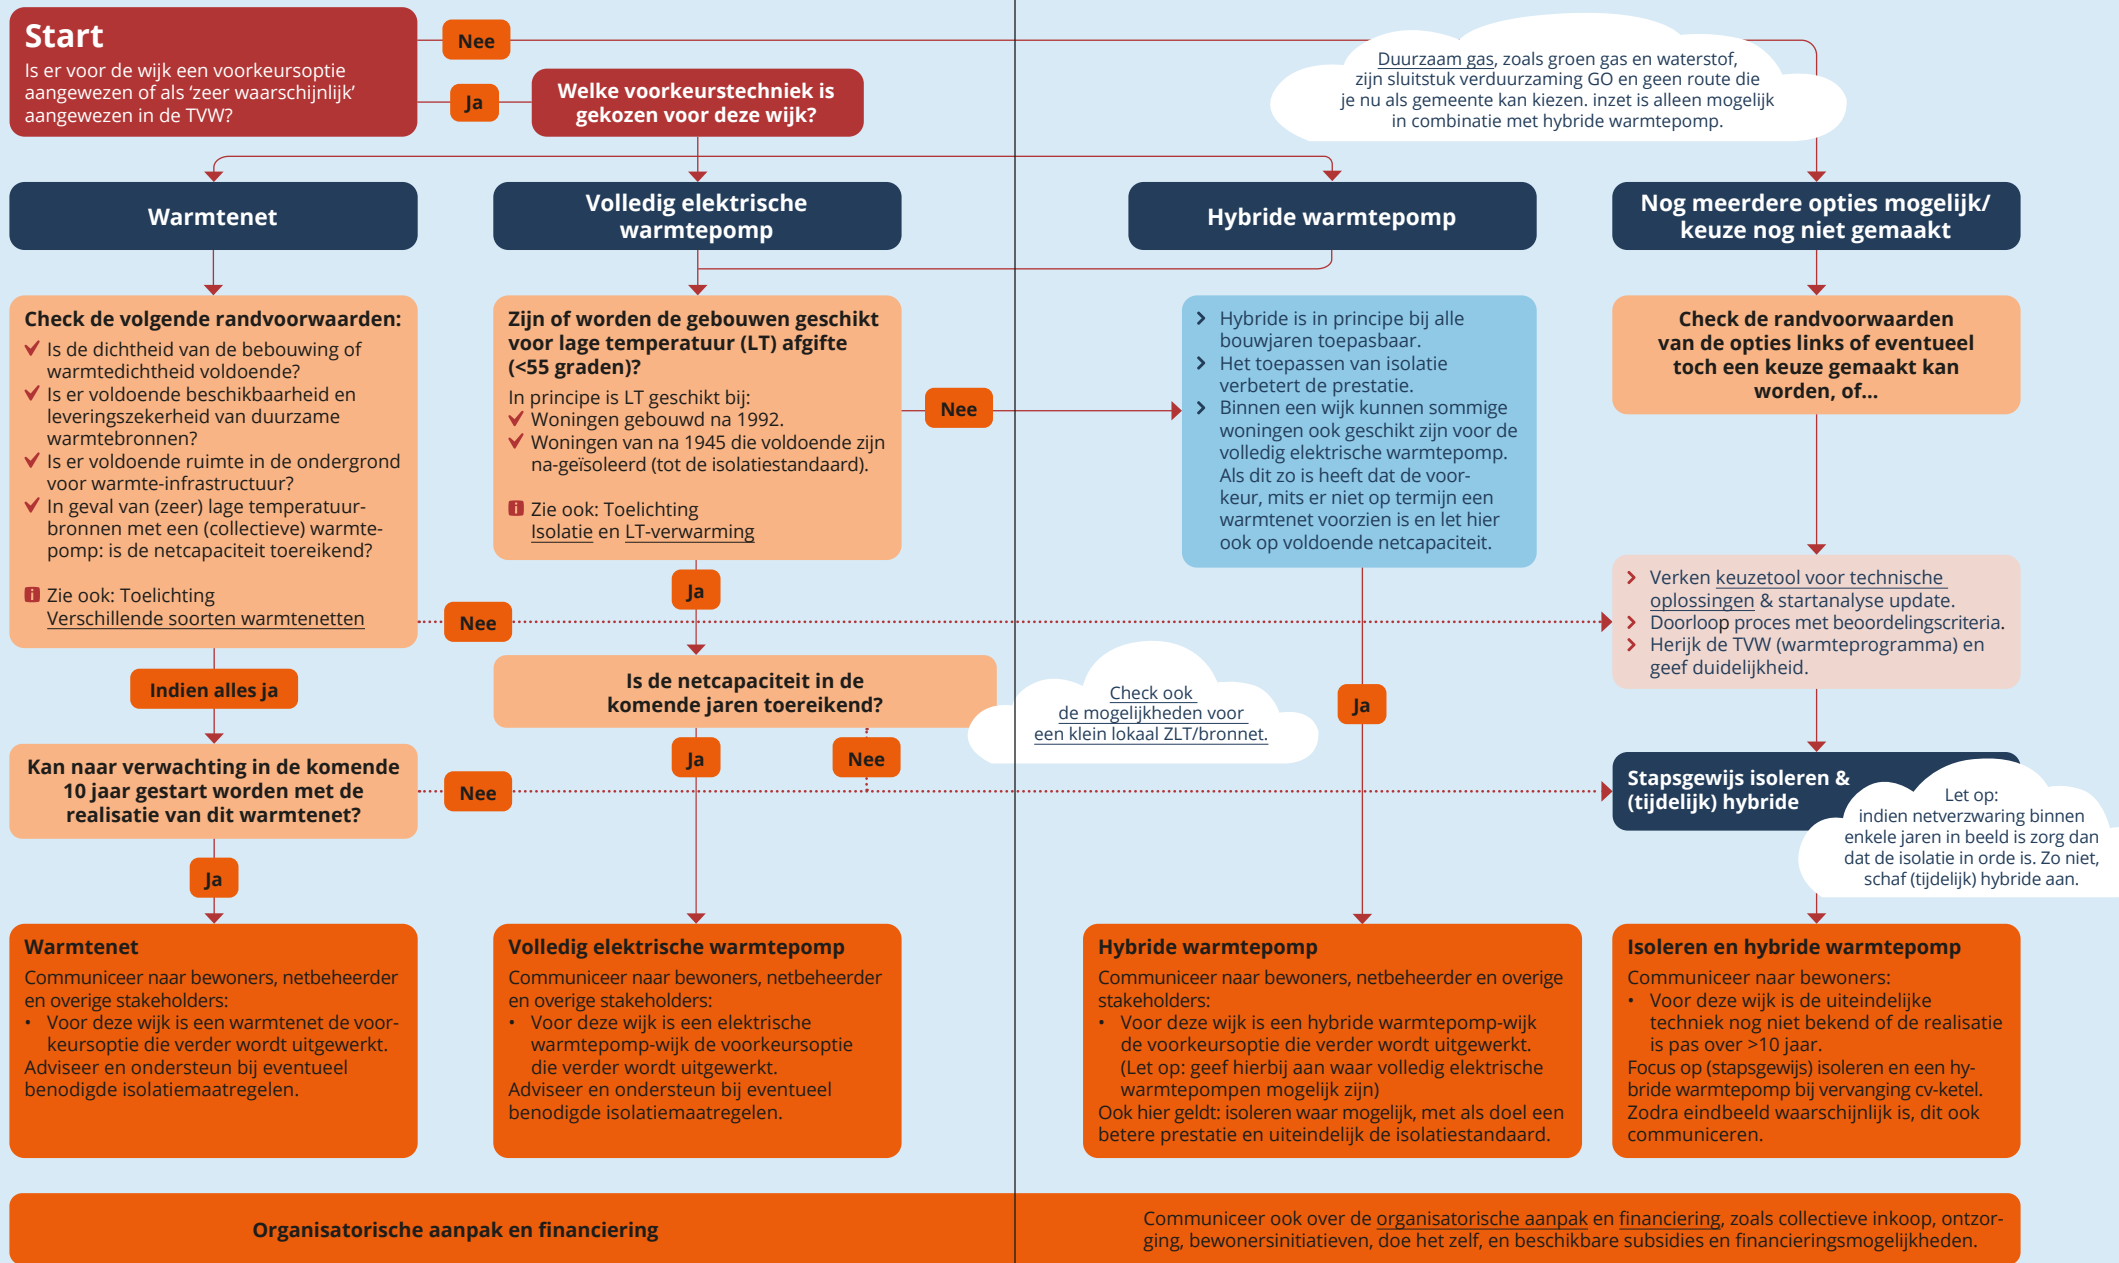 Start
Is er voor de wijk een voorkeursoptie
aangewezen of als ‘zeer waarschijnlijk’
aangewezen in de TVW?
Nee
Ja
Welke voorkeurstechniek is
gekozen voor deze wijk?
Duurzaam gas, zoals groen gas en waterstof,
zijn sluitstuk verduurzaming GO en geen route die
je nu als gemeente kan kiezen. inzet is alleen mogelijk
in combinatie met hybride warmtepomp.
Warmtenet
Volledig elektrische
warmtepomp
Hybride warmtepomp
Nog meerdere opties mogelijk/
keuze nog niet gemaakt
Check de volgende randvoorwaarden:
Is de dichtheid van de bebouwing of
warmtedichtheid voldoende?
Is er voldoende beschikbaarheid en
leveringszekerheid van duurzame
warmtebronnen?
Is er voldoende ruimte in de ondergrond
voor warmte-infrastructuur?
In geval van (zeer) lage temperatuur-
bronnen met een (collectieve) warmte-
pomp: is de netcapaciteit toereikend?
Zie ook: Toelichting
Verschillende soorten warmtenetten
Zijn of worden de gebouwen geschikt
voor lage temperatuur (LT) afgifte
(<55 graden)?
In principe is LT geschikt bij:
Woningen gebouwd na 1992.
Woningen van na 1945 die voldoende zijn
na-geïsoleerd (tot de isolatiestandaard).
Zie ook: Toelichting
Isolatie en LT-verwarming
Nee
Hybride is in principe bij alle
bouwjaren toepasbaar.
Het toepassen van isolatie
verbetert de prestatie.
Binnen een wijk kunnen sommige
woningen ook geschikt zijn voor de
volledig elektrische warmtepomp.
Als dit zo is heeft dat de voor-
keur, mits er niet op termijn een
warmtenet voorzien is en let hier
ook op voldoende netcapaciteit.
Check de randvoorwaarden
van de opties links of eventueel
toch een keuze gemaakt kan
worden, of...
Ja
Nee
Verken keuzetool voor technische
oplossingen & startanalyse update.
Doorloop proces met beoordelingscriteria.
Herijk de TVW (warmteprogramma) en
geef duidelijkheid.
Indien alles ja
Is de netcapaciteit in de
komende jaren toereikend?
Check ook
de mogelijkheden voor
een klein lokaal ZLT/bronnet.
Ja
Kan naar verwachting in de komende
10 jaar gestart worden met de
realisatie van dit warmtenet?
Nee
Ja
Nee
Stapsgewijs isoleren &
(tijdelijk) hybride
Let op:
indien netverzwaring binnen
enkele jaren in beeld is zorg dan
dat de isolatie in orde is. Zo niet,
schaf (tijdelijk) hybride aan.
Ja
Warmtenet
Communiceer naar bewoners, netbeheerder
en overige stakeholders:
• Voor deze wijk is een warmtenet de voor-
keursoptie die verder wordt uitgewerkt.
Adviseer en ondersteun bij eventueel
benodigde isolatiemaatregelen.
Volledig elektrische warmtepomp
Communiceer naar bewoners, netbeheerder
en overige stakeholders:
• Voor deze wijk is een elektrische
warmtepomp-wijk de voorkeursoptie
die verder wordt uitgewerkt.
Adviseer en ondersteun bij eventueel
benodigde isolatiemaatregelen.
Hybride warmtepomp
Communiceer naar bewoners, netbeheerder en overige
stakeholders:
• Voor deze wijk is een hybride warmtepomp-wijk
de voorkeursoptie die verder wordt uitgewerkt.
(Let op: geef hierbij aan waar volledig elektrische
warmtepompen mogelijk zijn)
Ook hier geldt: isoleren waar mogelijk, met als doel een
betere prestatie en uiteindelijk de isolatiestandaard.
Isoleren en hybride warmtepomp
Communiceer naar bewoners:
• Voor deze wijk is de uiteindelijke
techniek nog niet bekend of de realisatie
is pas over >10 jaar.
Focus op (stapsgewijs) isoleren en een hy-
bride warmtepomp bij vervanging cv-ketel.
Zodra eindbeeld waarschijnlijk is, dit ook
communiceren.
Organisatorische aanpak en financiering
Communiceer ook over de organisatorische aanpak en financiering, zoals collectieve inkoop, ontzor-
ging, bewonersinitiatieven, doe het zelf, en beschikbare subsidies en financieringsmogelijkheden.